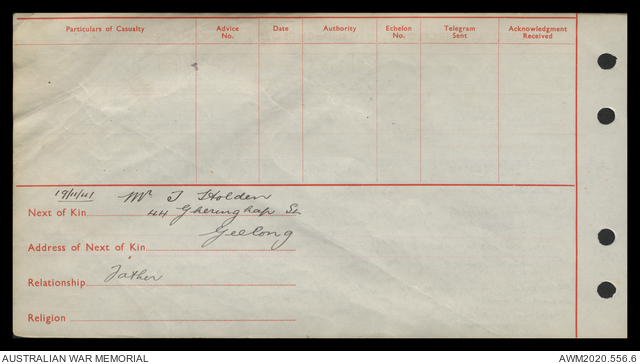 Particulars of Casualty Advice No. Date Authority Echelon No. Telegram Sent Acknowledgment Received
19/11/41 Mr J Holden
Next of Kin 44 Gheringhap St
Geelong
Address of Next of Kin
Relationship Father
Religion
AUSTRALIAN WAR MEMORIAL AWM2020.556.6